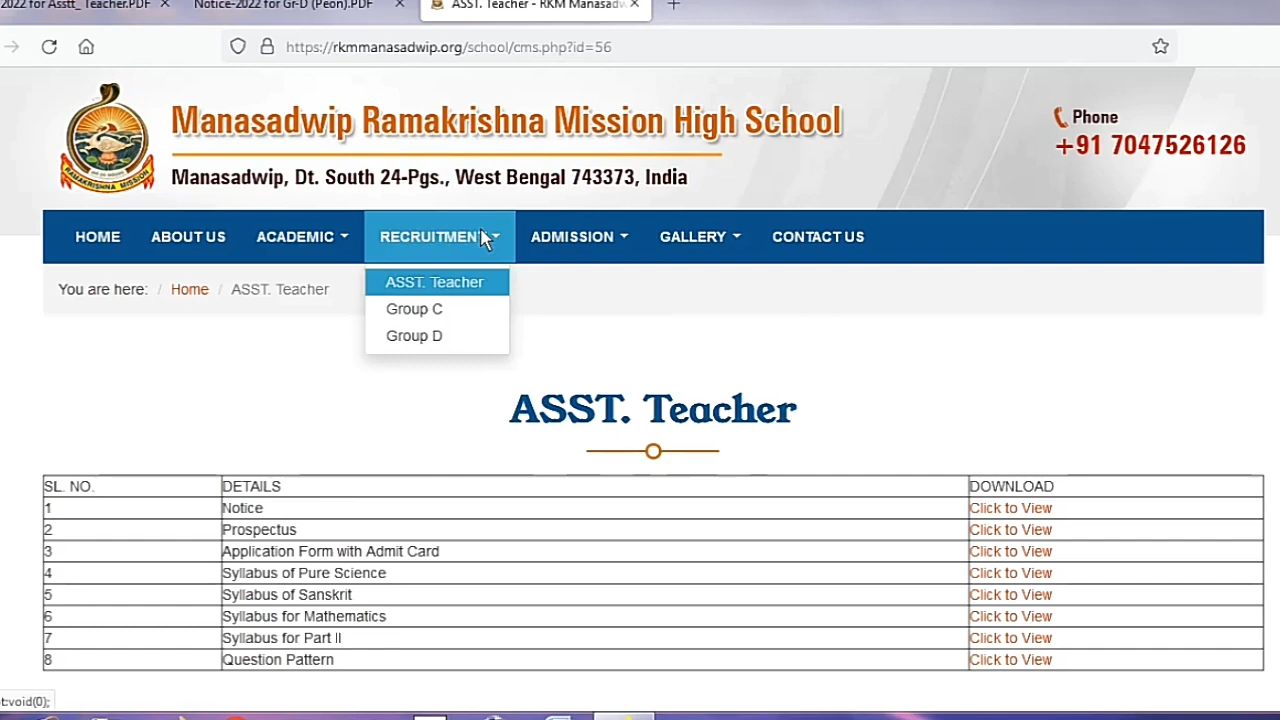 2022 for Asstt_ Teacher.PDF × Notice-2022 for Gr-D (Peon).PDF × ASST. Teacher - RKM Manasadw × +
https://rkmmanasadwip.org/school/cms.php?id=56
Manasadwip Ramakrishna Mission High School
Manasadwip, Dt. South 24-Pgs., West Bengal 743373, India
Phone
+91 7047526126
RAMAKRISHNA MISSION
HOME ABOUT US ACADEMIC RECRUITMENT ADMISSION GALLERY CONTACT US
You are here: / Home / ASST. Teacher
ASST. Teacher
Group C
Group D
ASST. Teacher
SL. NO. DETAILS DOWNLOAD
1 Notice Click to View
2 Prospectus Click to View
3 Application Form with Admit Card Click to View
4 Syllabus of Pure Science Click to View
5 Syllabus of Sanskrit Click to View
6 Syllabus for Mathematics Click to View
7 Syllabus for Part II Click to View
8 Question Pattern Click to View
t:void(0);